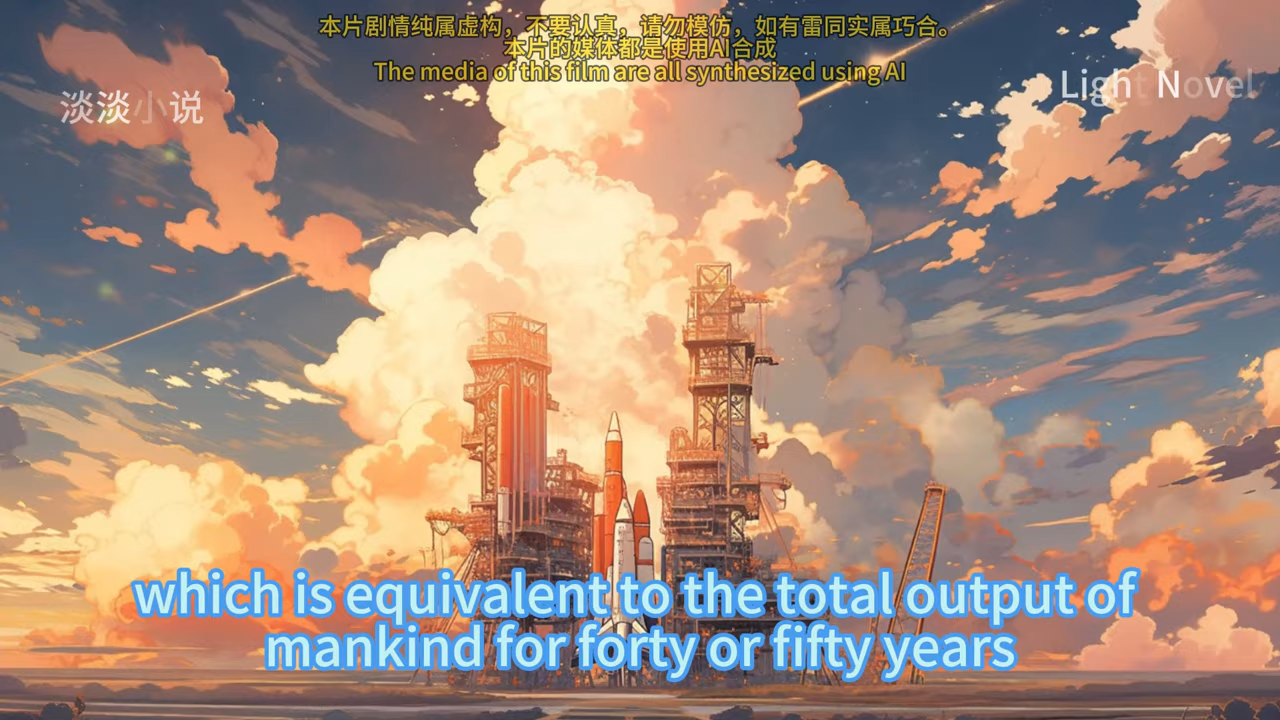 本片剧情纯属虚构，不要认真，请勿模仿，如有雷同实属巧合。
本片的媒体都是使用AI合成
The media of this film are all synthesized using AI
淡淡小说
Light Novel
which is equivalent to the total output of
mankind for forty or fifty years